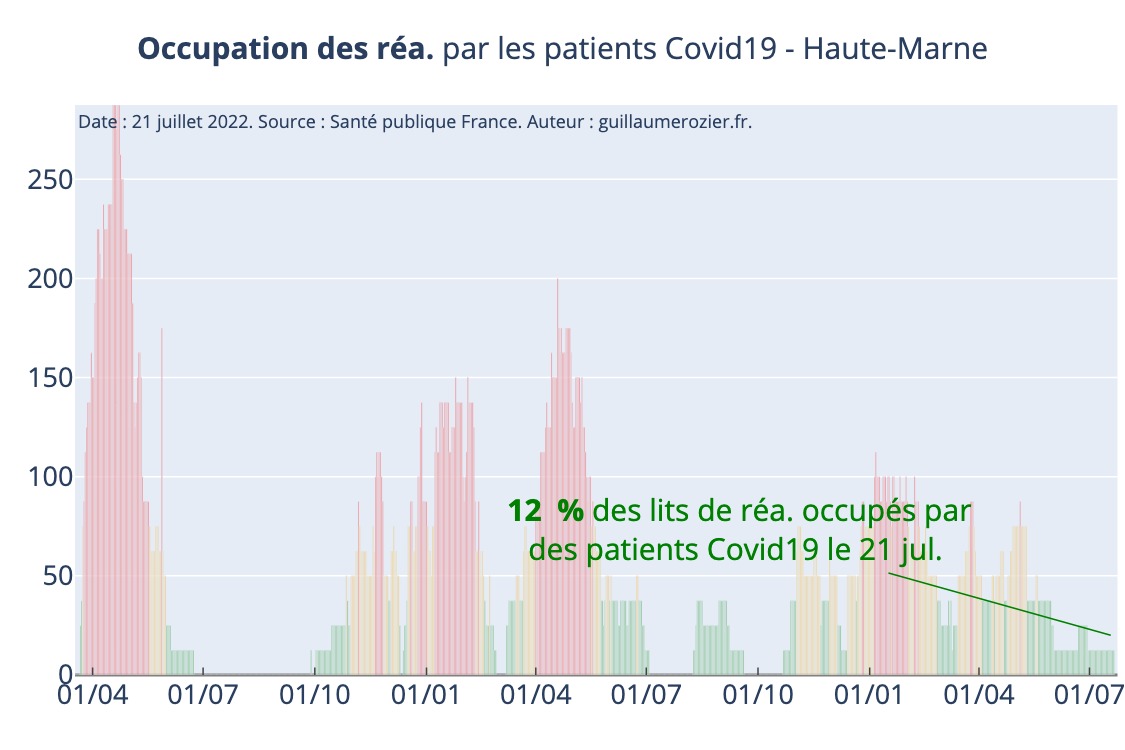 Occupation des réa. par les patients Covid19 - Haute-Marne
Date : 21 juillet 2022. Source : Santé publique France. Auteur : guillaumerozier.fr.
250
200
150
100
50
0
12 % des lits de réa. occupés par
des patients Covid19 le 21 jul.
01/04 01/07 01/10 01/01 01/04 01/07 01/10 01/01 01/04 01/07